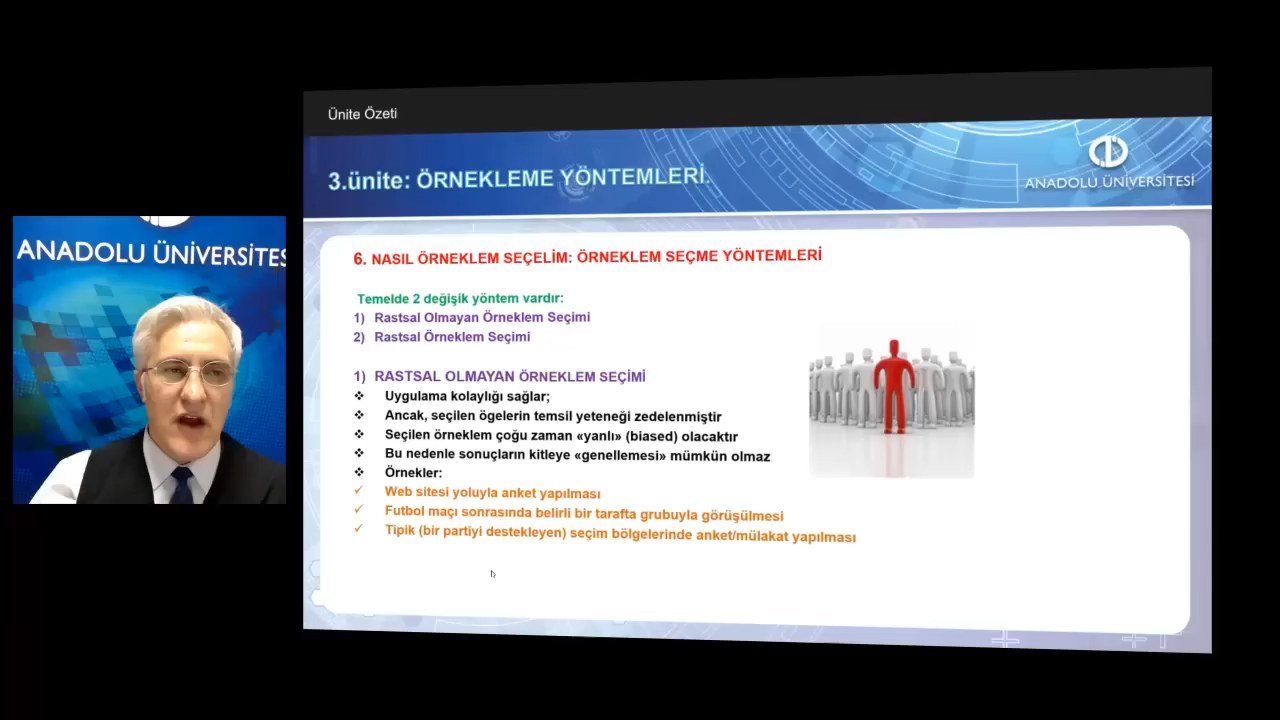 Ünite Özeti
3.ünite: ÖRNEKLEME YÖNTEMLERİ.
ANADOLU ÜNİVERSİTESİ
ANADOLU ÜNİVERSİTES
6. NASIL ÖRNEKLEM SEÇELİM: ÖRNEKLEM SEÇME YÖNTEMLERİ
Temelde 2 değişik yöntem vardır:
1) Rastsal Olmayan Örneklem Seçimi
2) Rastsal Örneklem Seçimi
1) RASTSAL OLMAYAN ÖRNEKLEM SEÇİMİ
❖ Uygulama kolaylığı sağlar;
❖ Ancak, seçilen ögelerin temsil yeteneği zedelenmiştir
❖ Seçilen örneklem çoğu zaman «yanlı» (biased) olacaktır
❖ Bu nedenle sonuçların kitleye «genellemesi» mümkün olmaz
❖ Örnekler:
✓ Web sitesi yoluyla anket yapılması
✓ Futbol maçı sonrasında belirli bir tarafta grubuyla görüşülmesi
✓ Tipik (bir partiyi destekleyen) seçim bölgelerinde anket/mülakat yapılması